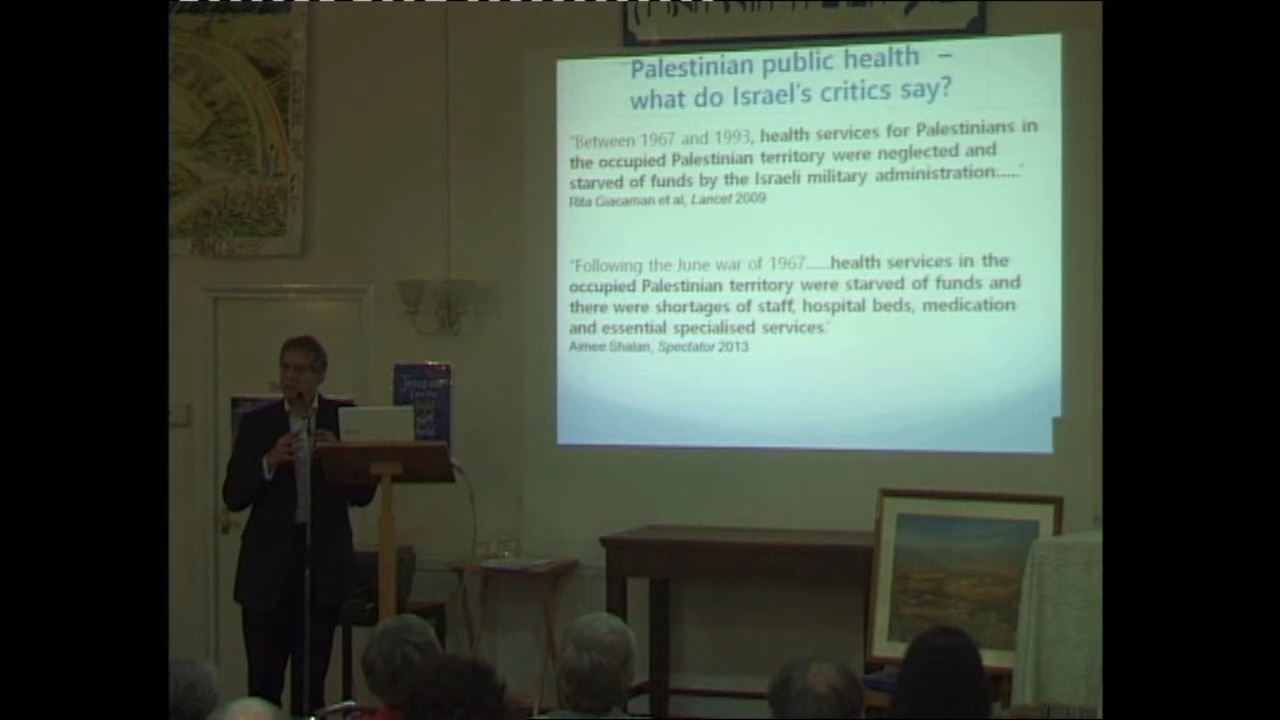 Palestinian public health –
what do Israel's critics say?
"Between 1967 and 1993, health services for Palestinians in
the occupied Palestinian territory were neglected and
starved of funds by the Israeli military administration....."
Rita Giacaman et al, Lancet 2009
"Following the June war of 1967.....health services in the
occupied Palestinian territory were starved of funds and
there were shortages of staff, hospital beds, medication
and essential specialised services."
Aimee Shalan, Spectator 2013